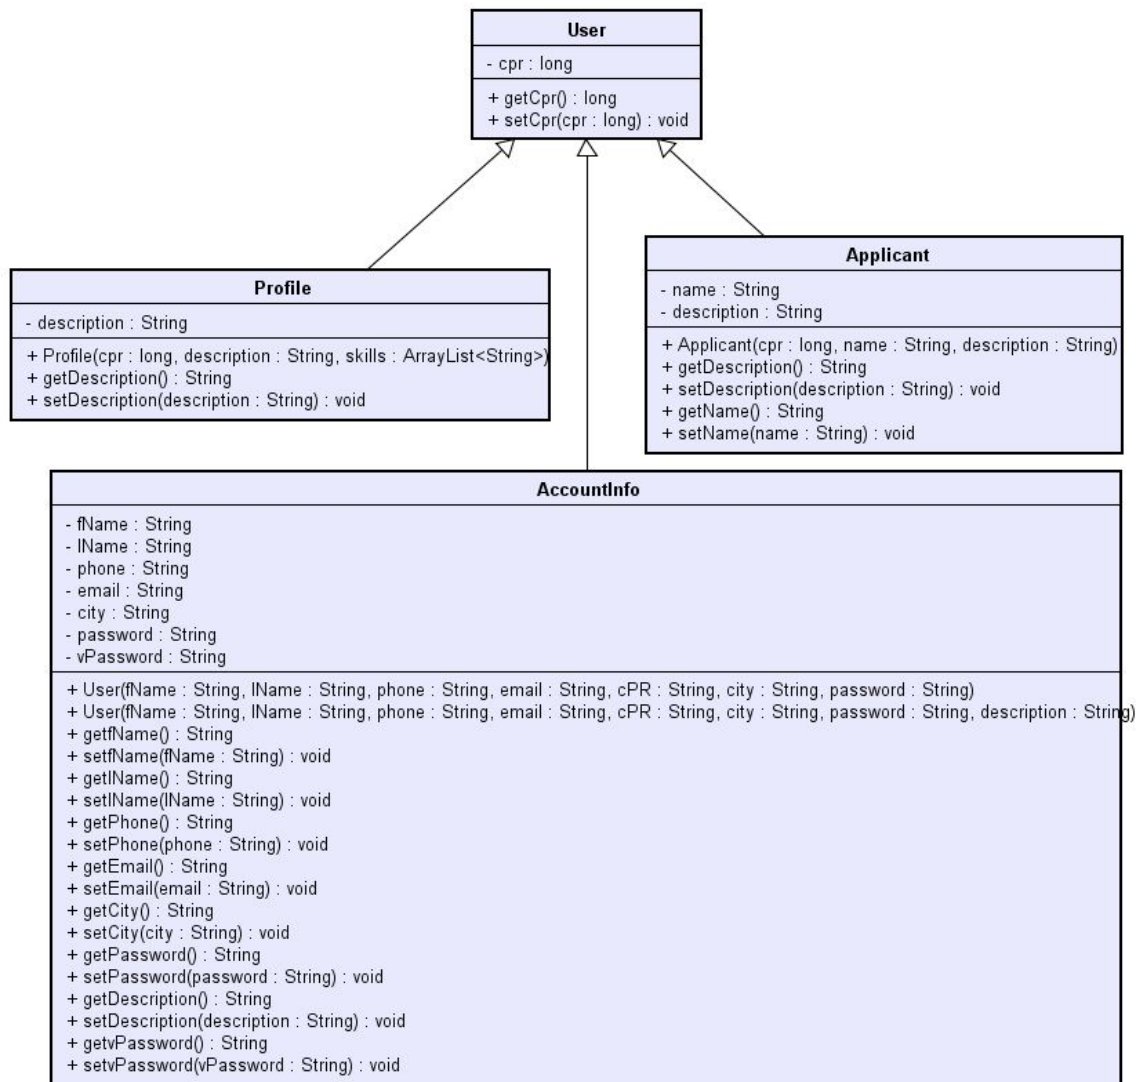 User
- cpr : long
+ getCpr() : long
+ setCpr(cpr : long) : void
Profile
- description : String
+ Profile(cpr : long, description : String, skills : ArrayList<String>)
+ getDescription() : String
+ setDescription(description : String) : void
Applicant
- name : String
- description : String
+ Applicant(cpr : long, name : String, description : String)
+ getDescription() : String
+ setDescription(description : String) : void
+ getName() : String
+ setName(name : String) : void
AccountInfo
- fName : String
- lName : String
- phone : String
- email : String
- city : String
- password : String
- vPassword : String
+ User(fName : String, lName : String, phone : String, email : String, cPR : String, city : String, password : String)
+ User(fName : String, lName : String, phone : String, email : String, cPR : String, city : String, password : String, description : String)
+ getfName() : String
+ setfName(fName : String) : void
+ getlName() : String
+ setlName(lName : String) : void
+ getPhone() : String
+ setPhone(phone : String) : void
+ getEmail() : String
+ setEmail(email : String) : void
+ getCity() : String
+ setCity(city : String) : void
+ getPassword() : String
+ setPassword(password : String) : void
+ getDescription() : String
+ setDescription(description : String) : void
+ getvPassword() : String
+ setvPassword(vPassword : String) : void